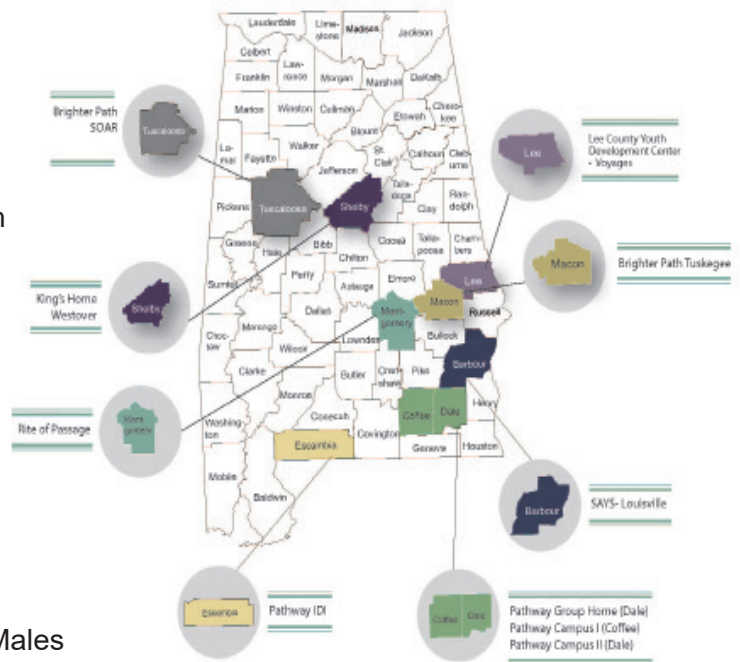 Lauderdale
Lime-
stone
Madison
Jackson
Colbert
Law-
rence
Franklin
Morgan
Marshall
DeKalb
Marion
Winston
Cullman
Etowah
Chero-
kee
Brighter Path
SOAR
Tuscaloosa
Blount
La-
mar
Fayette
Walker
Jefferson
St.
Clair
Calhoun
Cleb-
urne
Lee
Lee County Youth
Development Center
- Voyages
Pickens
Tuscaloosa
Shelby
Talla-
dega
Clay
Ran-
dolph
n
Greene
Hale
Bibb
Chilton
Coosa
Talla-
poosa
Cham-
bers
Macon
Brighter Path Tuskegee
King's Home
Westover
Shelby
Sumter
Perry
Autauga
Elmore
Lee
Macon
Russell
Choc-
taw
Marengo
Dallas
Lowndes
Mont-
gomery
Bullock
Barbour
Clarke
Wilcox
Butler
Cren-
shaw
Pike
Rite of Passage
Mont-
gomery
Washing-
ton
Monroe
Conecuh
Covington
Coffee
Dale
Henry
Escambia
Geneva
Houston
Mobile
Baldwin
Barbour
SAYS- Louisville
Escambia
Pathway IDI
Coffee
Dale
Pathway Group Home (Dale)
Pathway Campus I (Coffee)
Pathway Campus II (Dale)
Males